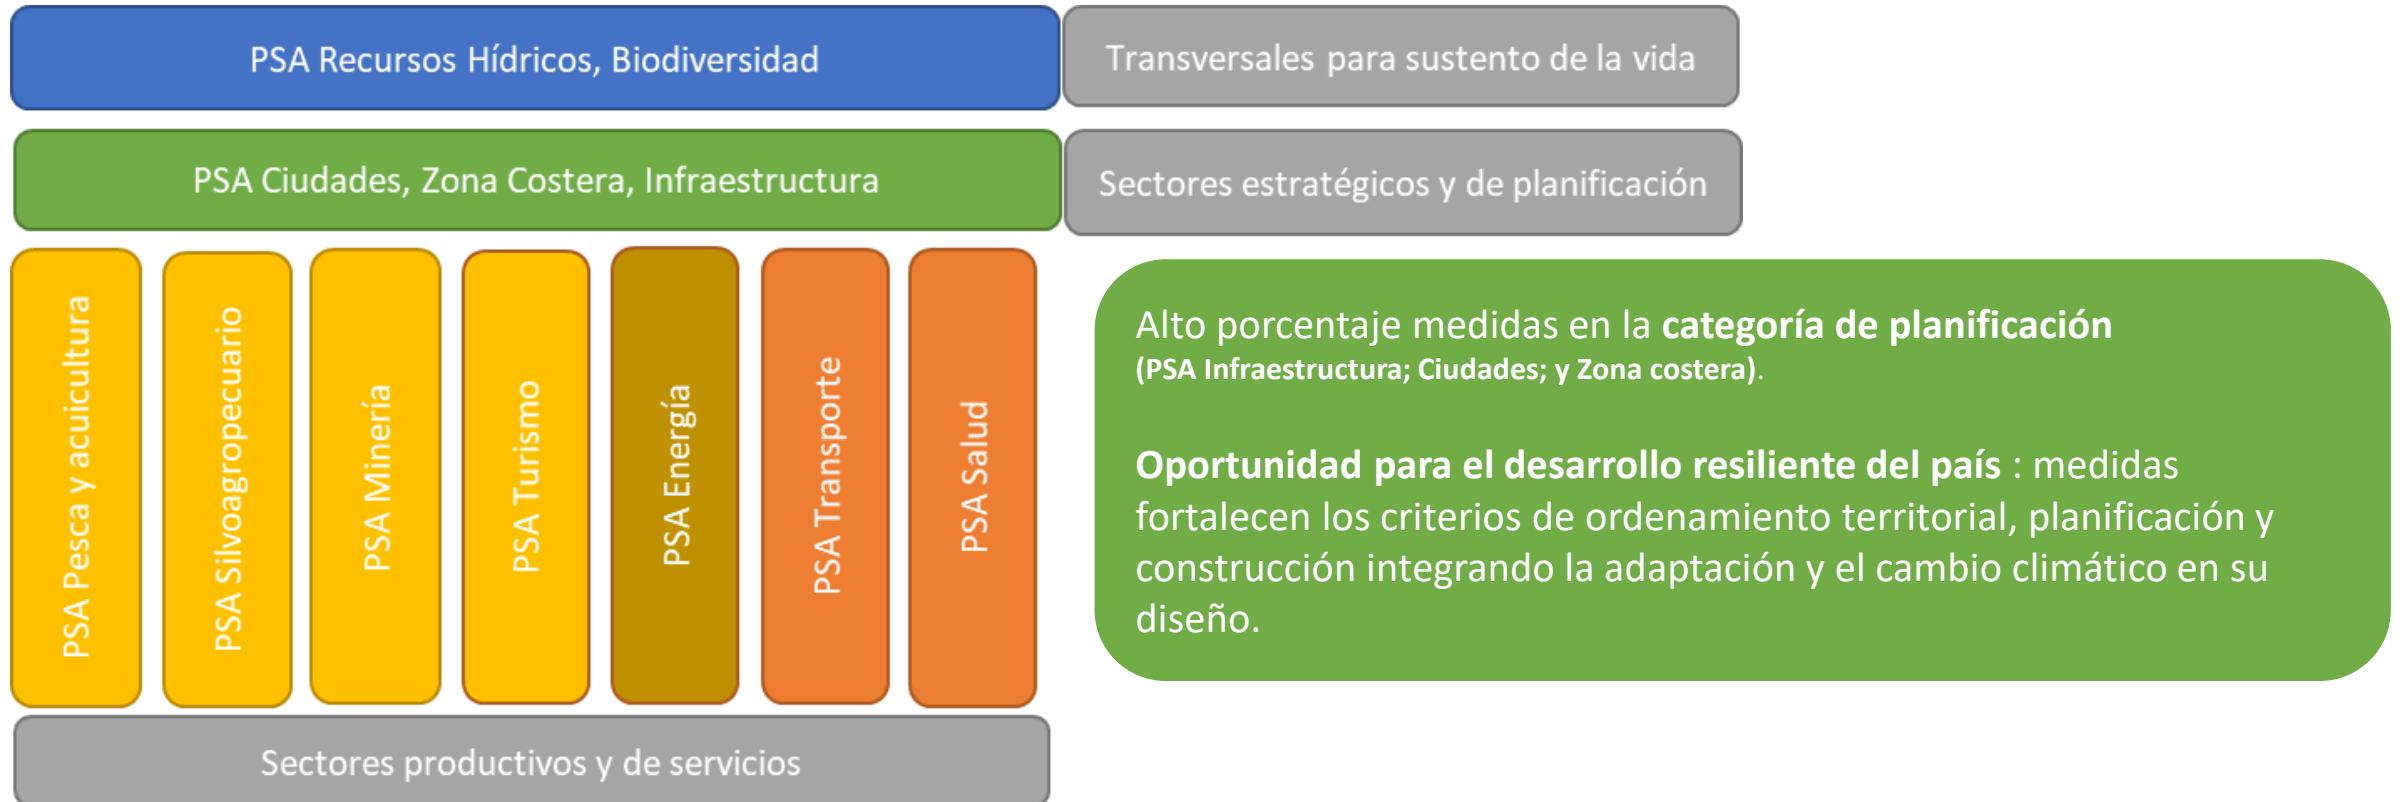 PSA Recursos Hídricos, Biodiversidad
Transversales para sustento de la vida
PSA Ciudades, Zona Costera, Infraestructura
Sectores estratégicos y de planificación
PSA Pesca y acuicultura
PSA Silvoagropecuario
PSA Minería
PSA Turismo
PSA Energía
PSA Transporte
PSA Salud
Sectores productivos y de servicios
Alto porcentaje medidas en la categoría de planificación
(PSA Infraestructura; Ciudades; y Zona costera).
Oportunidad para el desarrollo resiliente del país : medidas
fortalecen los criterios de ordenamiento territorial, planificación y
construcción integrando la adaptación y el cambio climático en su
diseño.